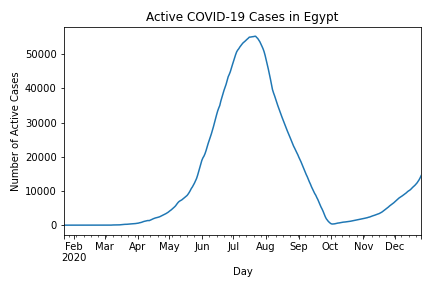 Active COVID-19 Cases in Egypt
Number of Active Cases
50000
40000
30000
20000
10000
0
Feb Mar Apr May Jun Jul Aug Sep Oct Nov Dec
2020
Day